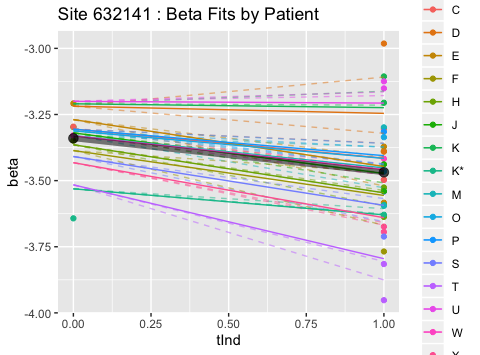 Site 632141 : Beta Fits by Patient
-3.00
-3.25
-3.50
-3.75
-4.00
beta
0.00 0.25 0.50 0.75 1.00
tInd
C
D
E
F
H
J
K
K*
M
O
P
S
T
U
W